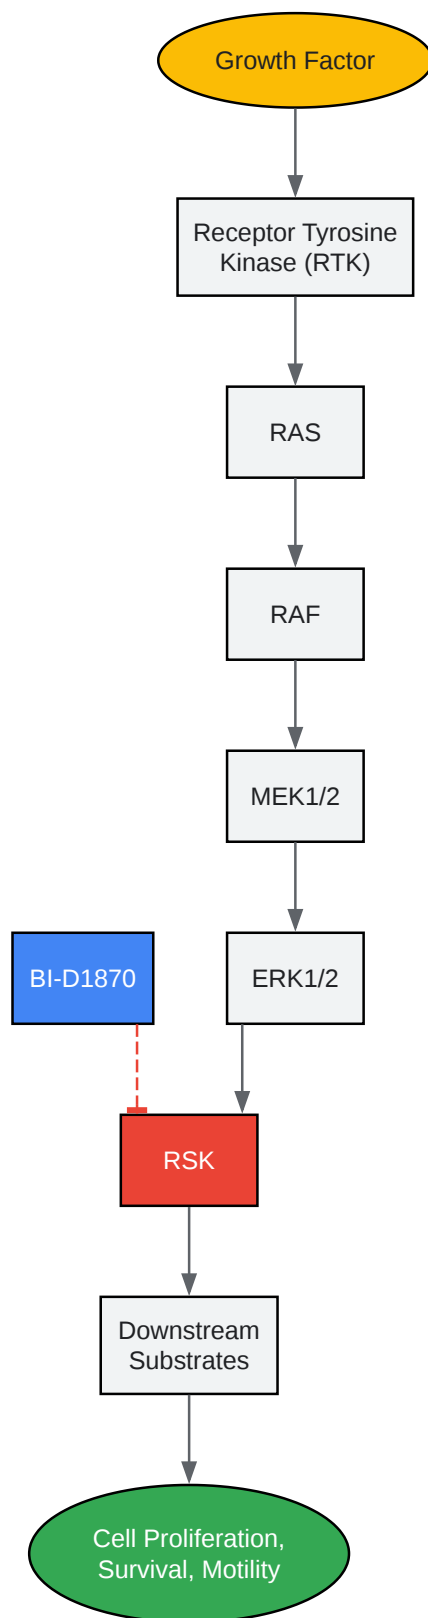 Growth Factor
Receptor Tyrosine
Kinase (RTK)
RAS
RAF
MEK1/2
BI-D1870
ERK1/2
RSK
Downstream
Substrates
Cell Proliferation,
Survival, Motility